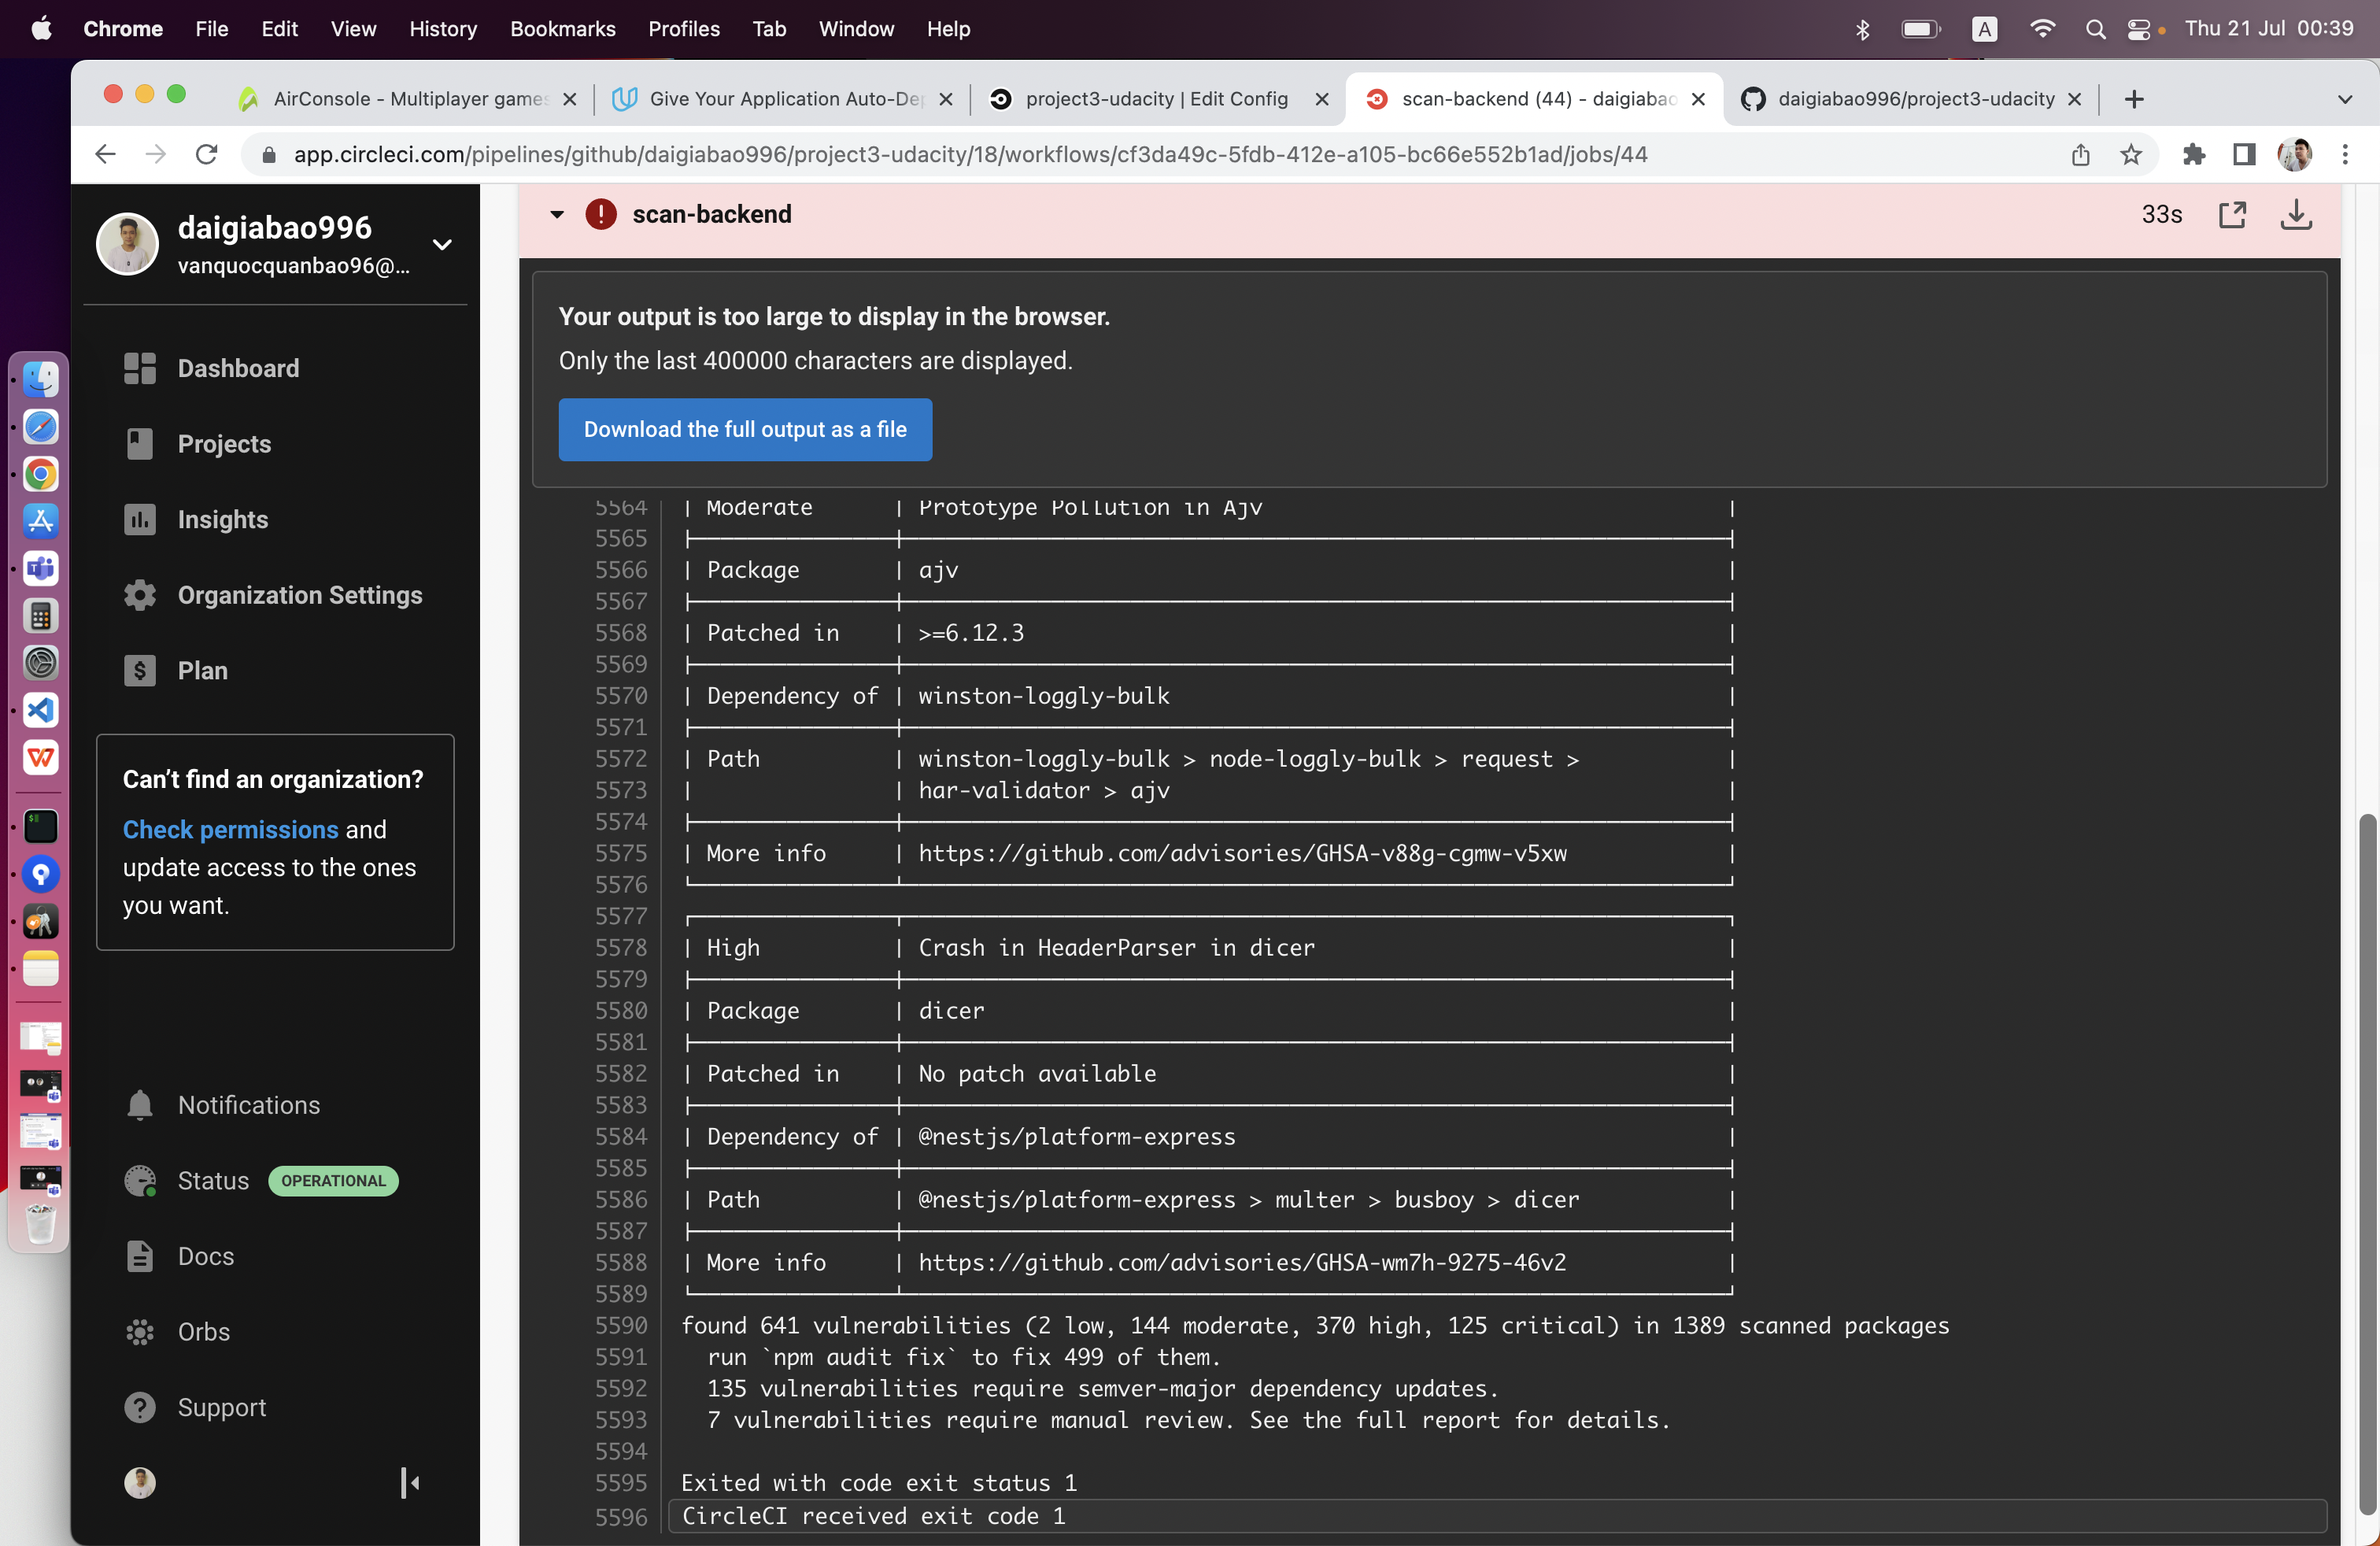 Chrome File Edit View History Bookmarks Profiles Tab Window Help A Thu 21 Jul 00:39
AirConsole - Multiplayer games Give Your Application Auto-De project3-udacity | Edit Config scan-backend (44) - daigiabao daigiabao996/project3-udacity
app.circleci.com/pipelines/github/daigiabao996/project3-udacity/18/workflows/cf3da49c-5fdb-412e-a105-bc66e552b1ad/jobs/44
daigiabao996
vanquocquanbao96@...
Dashboard
Projects
Insights
Organization Settings
Plan
Can't find an organization?
Check permissions and
update access to the ones
you want.
Notifications
Status OPERATIONAL
Docs
Orbs
Support
scan-backend 33s
Your output is too large to display in the browser.
Only the last 400000 characters are displayed.
Download the full output as a file
5564 | Moderate | Prototype Pollution in Ajv |
5565
5566 | Package | ajv |
5567
5568 | Patched in | >=6.12.3 |
5569
5570 | Dependency of | winston-loggly-bulk |
5571
5572 | Path | winston-loggly-bulk > node-loggly-bulk > request > |
5573 | | har-validator > ajv |
5574
5575 | More info | https://github.com/advisories/GHSA-v88g-cgmw-v5xw |
5576
5577
5578 | High | Crash in HeaderParser in dicer |
5579
5580 | Package | dicer |
5581
5582 | Patched in | No patch available |
5583
5584 | Dependency of | @nestjs/platform-express |
5585
5586 | Path | @nestjs/platform-express > multer > busboy > dicer |
5587
5588 | More info | https://github.com/advisories/GHSA-wm7h-9275-46v2 |
5589
5590 found 641 vulnerabilities (2 low, 144 moderate, 370 high, 125 critical) in 1389 scanned packages
5591 run `npm audit fix` to fix 499 of them.
5592 135 vulnerabilities require semver-major dependency updates.
5593 7 vulnerabilities require manual review. See the full report for details.
5594
5595 Exited with code exit status 1
5596 CircleCI received exit code 1